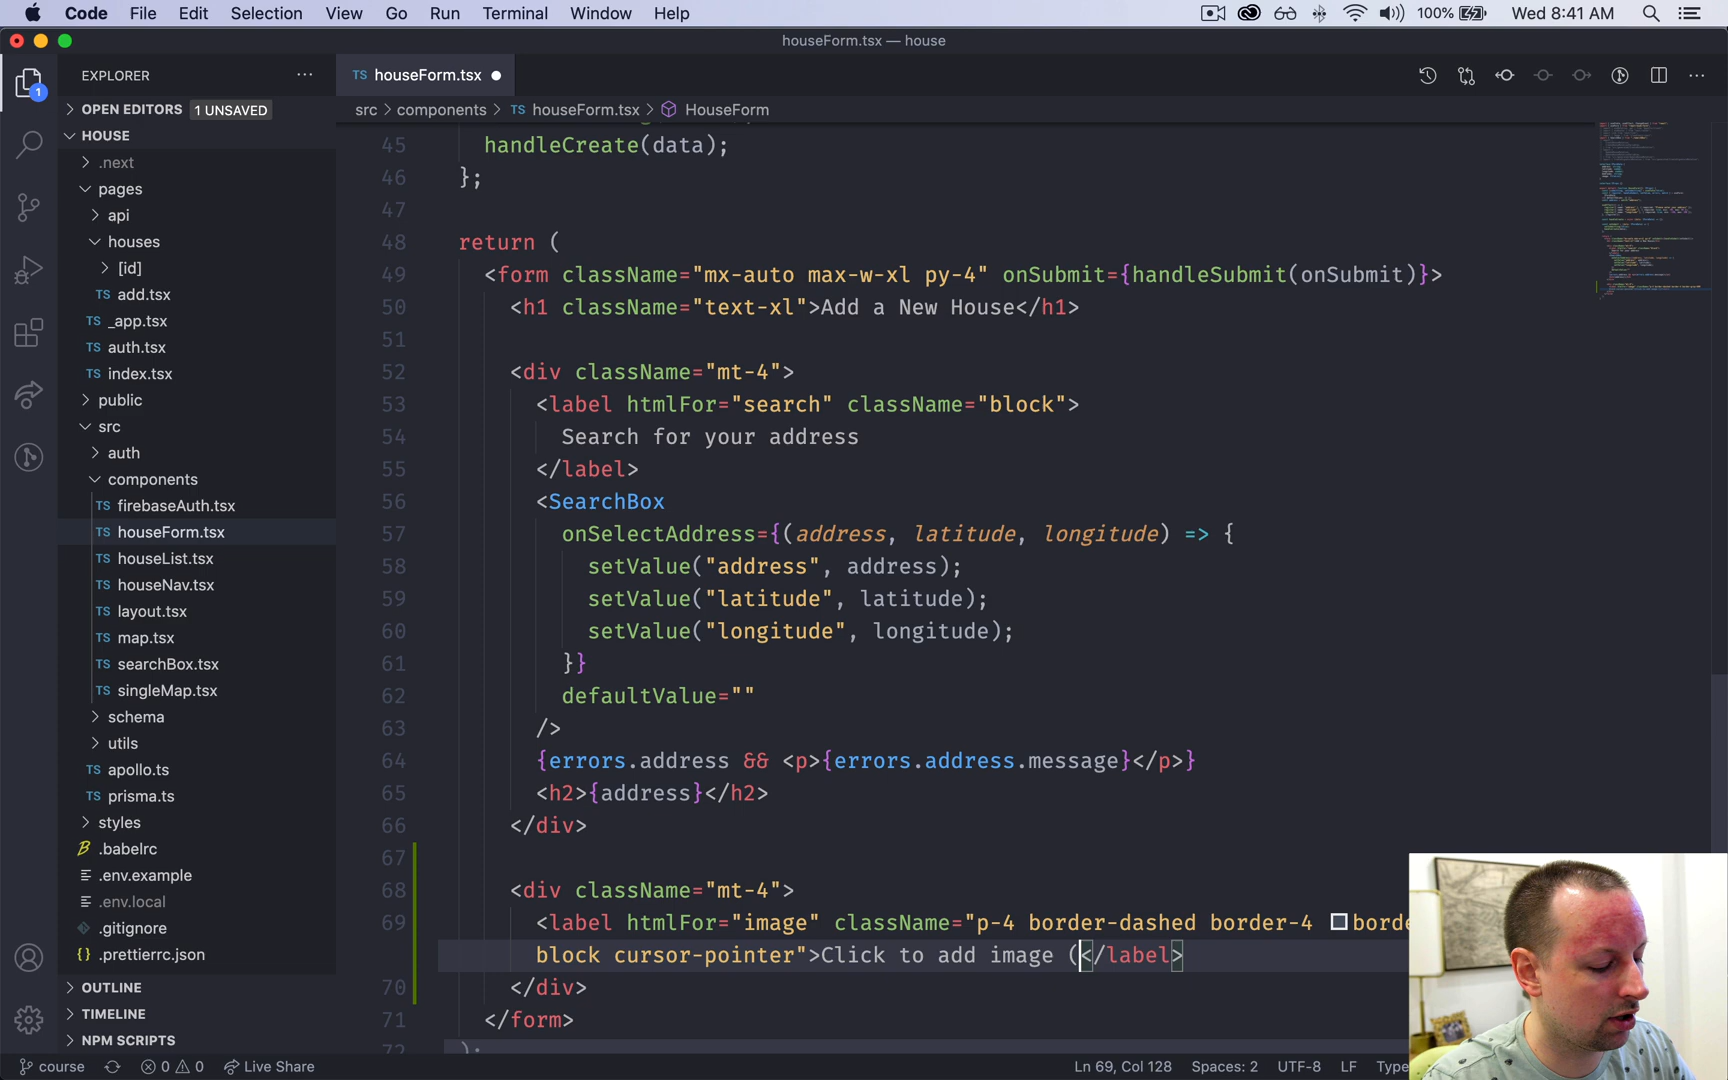 Code File Edit Selection View Go Run Terminal Window Help 100% Wed 8:41 AM
houseForm.tsx — house
EXPLORER ···
TS houseForm.tsx ●
OPEN EDITORS 1 UNSAVED
src > components > TS houseForm.tsx > HouseForm
HOUSE
.next
pages
api
houses
[id]
add.tsx
TS _app.tsx
TS auth.tsx
TS index.tsx
public
src
auth
components
TS firebaseAuth.tsx
TS houseForm.tsx
TS houseList.tsx
TS houseNav.tsx
TS layout.tsx
TS map.tsx
TS searchBox.tsx
TS singleMap.tsx
schema
utils
TS apollo.ts
TS prisma.ts
styles
.babelrc
.env.example
.env.local
.gitignore
{} .prettierrc.json
OUTLINE
TIMELINE
NPM SCRIPTS
45 handleCreate(data);
46 };
47
48 return (
49 <form className="mx-auto max-w-xl py-4" onSubmit={handleSubmit(onSubmit)}>
50 <h1 className="text-xl">Add a New House</h1>
51
52 <div className="mt-4">
53 <label htmlFor="search" className="block">
54 Search for your address
55 </label>
56 <SearchBox
57 onSelectAddress={(address, latitude, longitude) => {
58 setValue("address", address);
59 setValue("latitude", latitude);
60 setValue("longitude", longitude);
61 }}
62 defaultValue=""
63 />
64 {errors.address && <p>{errors.address.message}</p>}
65 <h2>{address}</h2>
66 </div>
67
68 <div className="mt-4">
69 <label htmlFor="image" className="p-4 border-dashed border-4 borde
block cursor-pointer">Click to add image (</label>
70 </div>
71 </form>
72 );
course 0 0 Live Share Ln 69, Col 128 Spaces: 2 UTF-8 LF Type
1